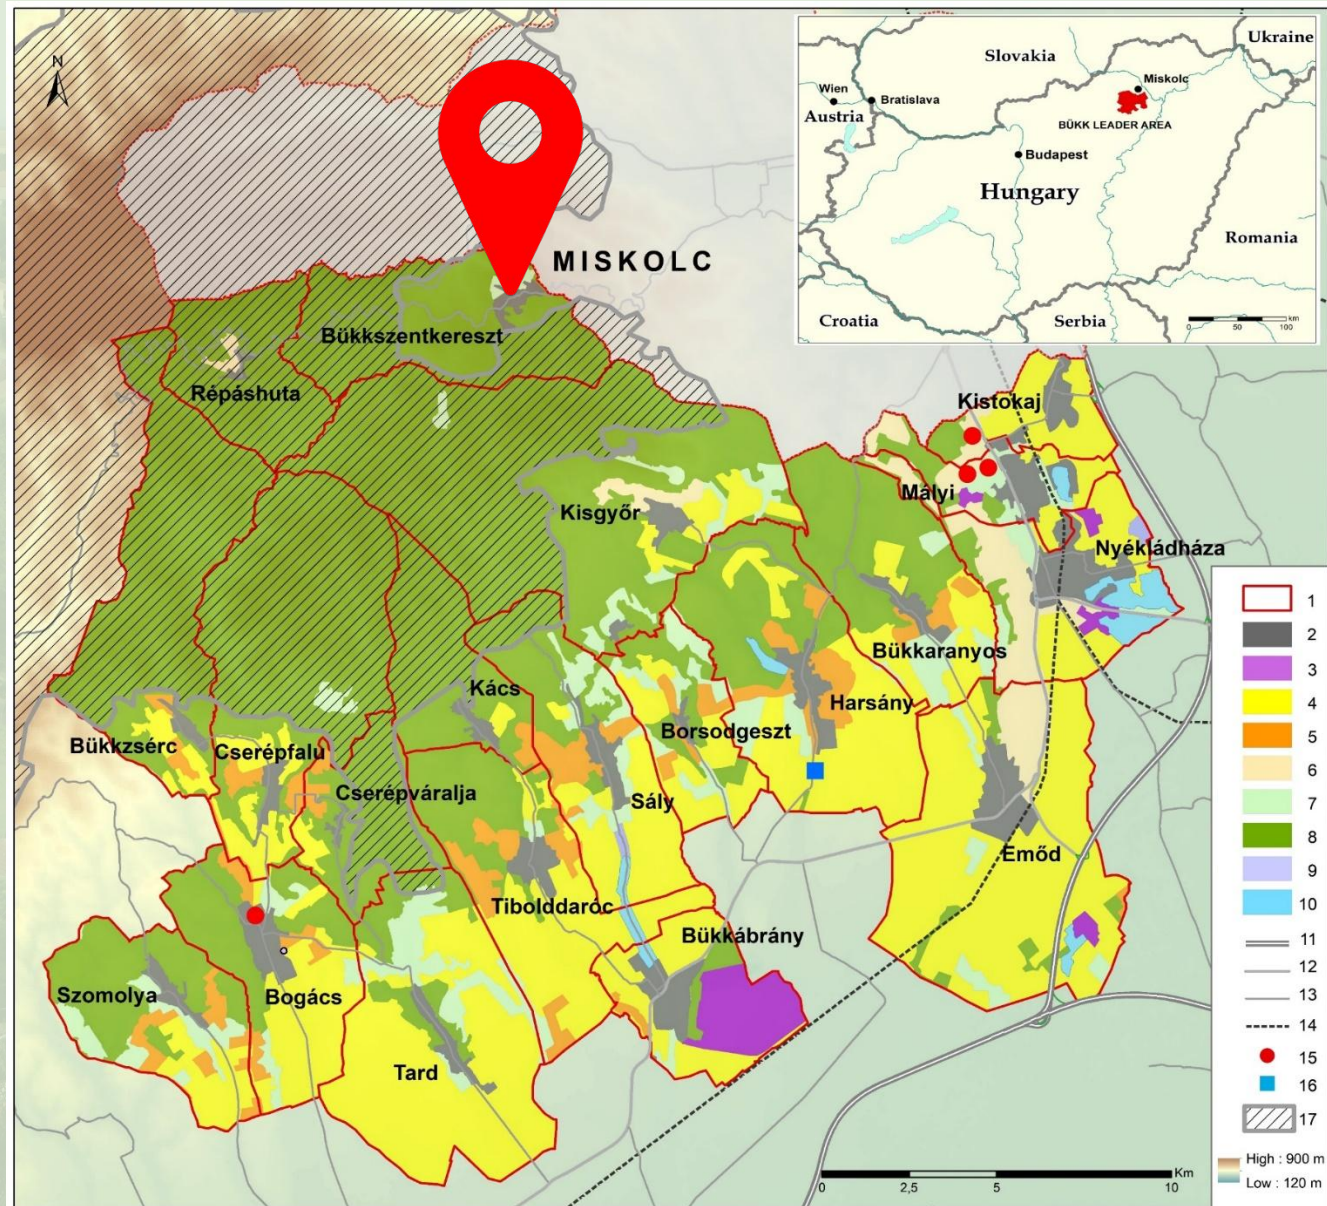 N
MISKOLC
Bükkszentkereszt
Répáshuta
Kistokaj
Mályi
Kisgyőr
Nyékládháza
Bükkaranyos
Kács
Harsány
Borsodgeszt
Bükkzsérc
Cserépfalu
Cserépváralja
Sály
Emőd
Tibolddaróc
Bükkábrány
Szomolya
Bogács
Tard
Slovakia
Ukraine
Miskolc
Wien
Bratislava
Austria
BÜKK LEADER AREA
Budapest
Hungary
Romania
Croatia
Serbia
km
0 50 100
1
2
3
4
5
6
7
8
9
10
11
12
13
14
15
16
17
High : 900 m
Low : 120 m
Km
0 2,5 5 10